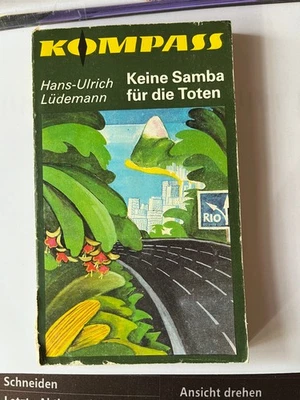 KOMPASS
Hans-Ulrich
Lüdemann
Keine Samba
für die Toten
RIO
Schneiden
Ansicht drehen